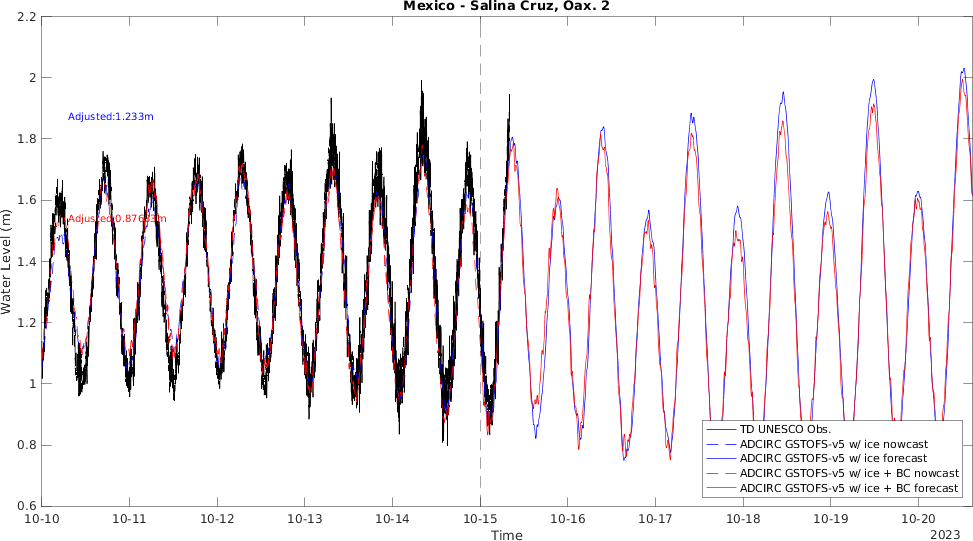 Mexico - Salina Cruz, Oax. 2
2.2
2
1.8
1.6
1.4
1.2
1
0.8
0.6
Water Level (m)
Adjusted:1.233m
TD UNESCO Obs.
ADCIRC GSTOFS-v5 w/ ice nowcast
ADCIRC GSTOFS-v5 w/ ice forecast
ADCIRC GSTOFS-v5 w/ ice + BC nowcast
ADCIRC GSTOFS-v5 w/ ice + BC forecast
10-10
10-11
10-12
10-13
10-14
10-15
10-16
10-17
10-18
10-19
10-20
Time
2023